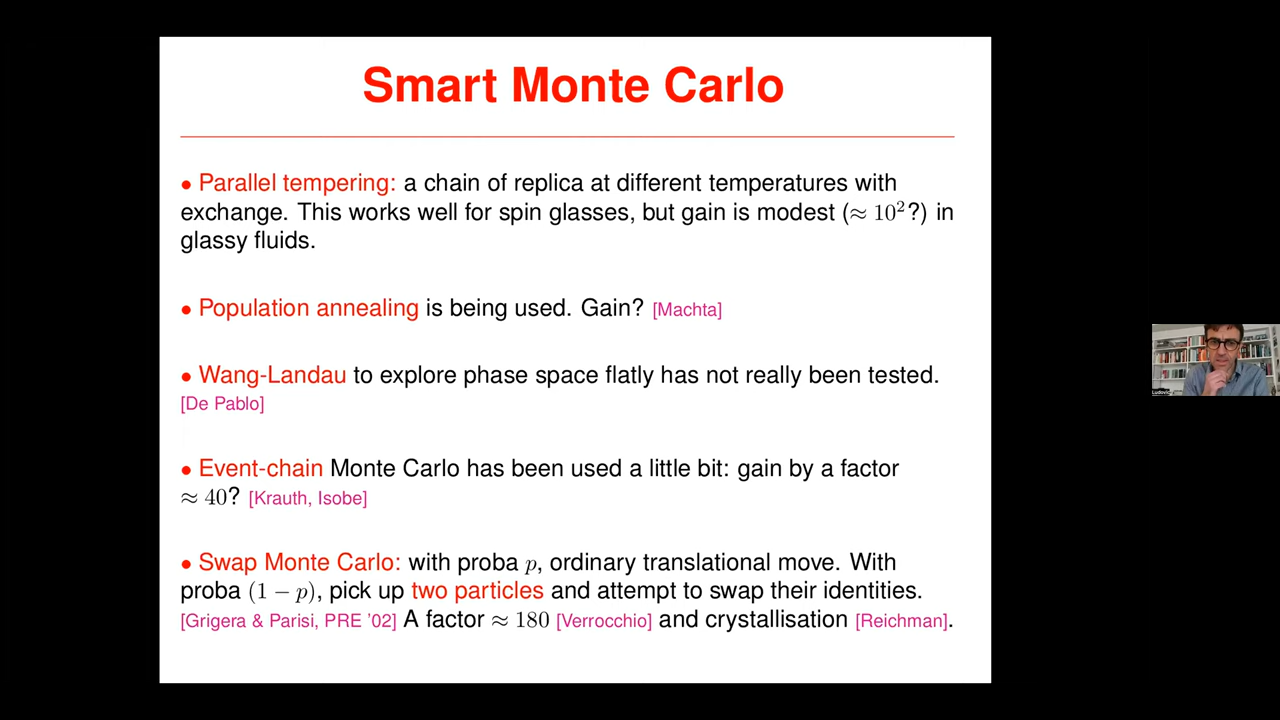 Smart Monte Carlo
• Parallel tempering: a chain of replica at different temperatures with
exchange. This works well for spin glasses, but gain is modest (≈ 10²?) in
glassy fluids.
• Population annealing is being used. Gain? [Machta]
• Wang-Landau to explore phase space flatly has not really been tested.
[De Pablo]
• Event-chain Monte Carlo has been used a little bit: gain by a factor
≈ 40? [Krauth, Isobe]
• Swap Monte Carlo: with proba p, ordinary translational move. With
proba (1 − p), pick up two particles and attempt to swap their identities.
[Grigera & Parisi, PRE '02] A factor ≈ 180 [Verrocchio] and crystallisation [Reichman].